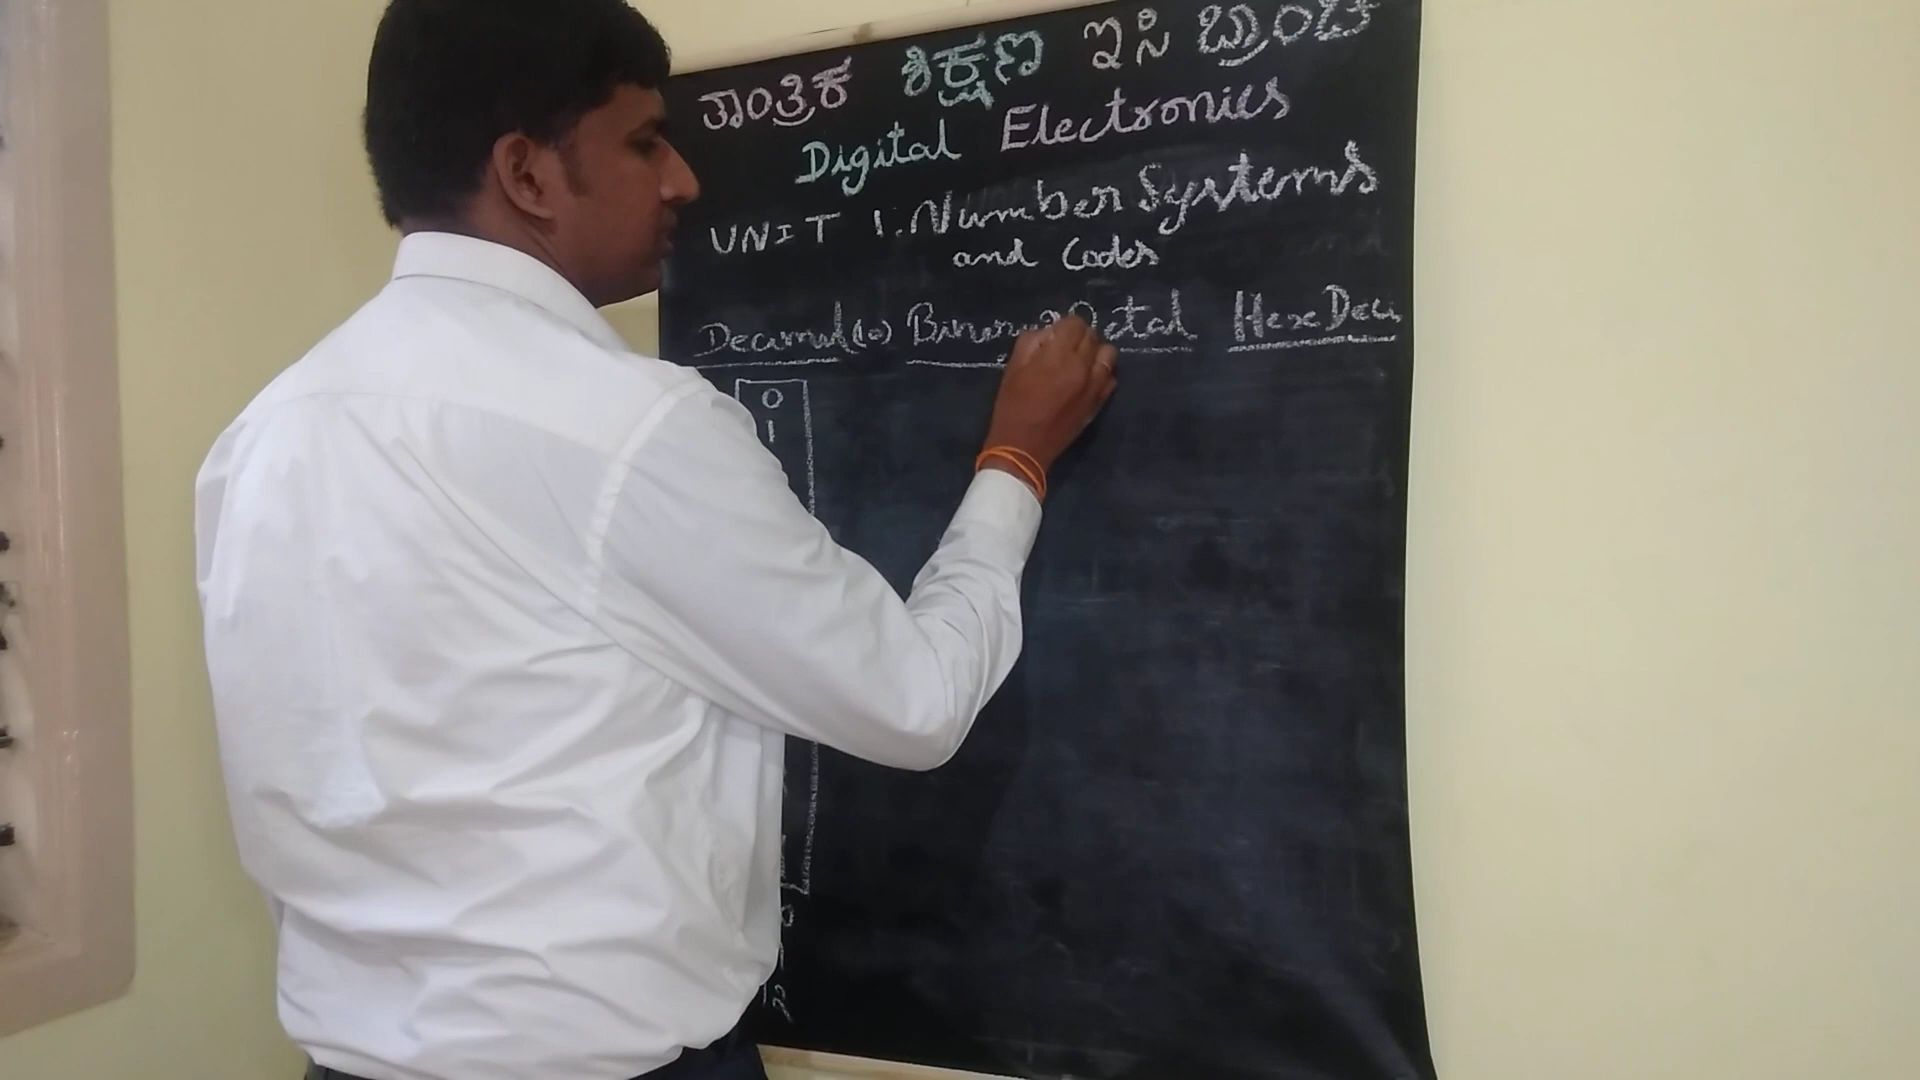 ತಾಂತ್ರಿಕ ಶಿಕ್ಷಣ ಇಸಿ ಬ್ರಾಂಚ
Digital Electronics
UNIT 1. Number Systems
and Codes
Decimal (10) Binary Octal HexDeci
0
1